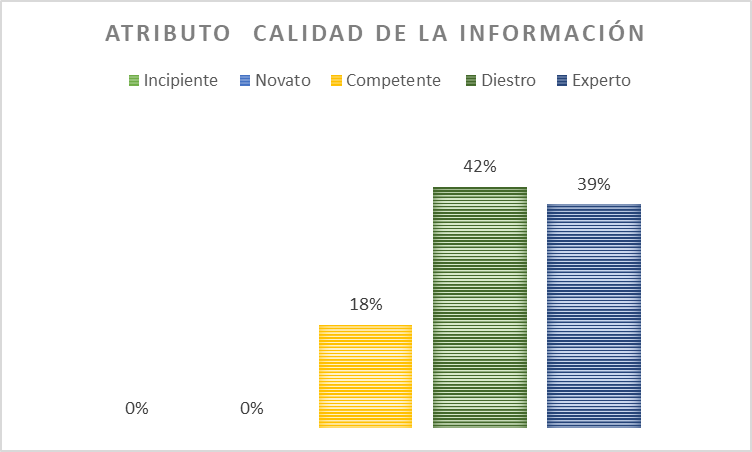 ATRIBUTO CALIDAD DE LA INFORMACIÓN
Incipiente Novato Competente Diestro Experto
42%
39%
18%
0% 0%